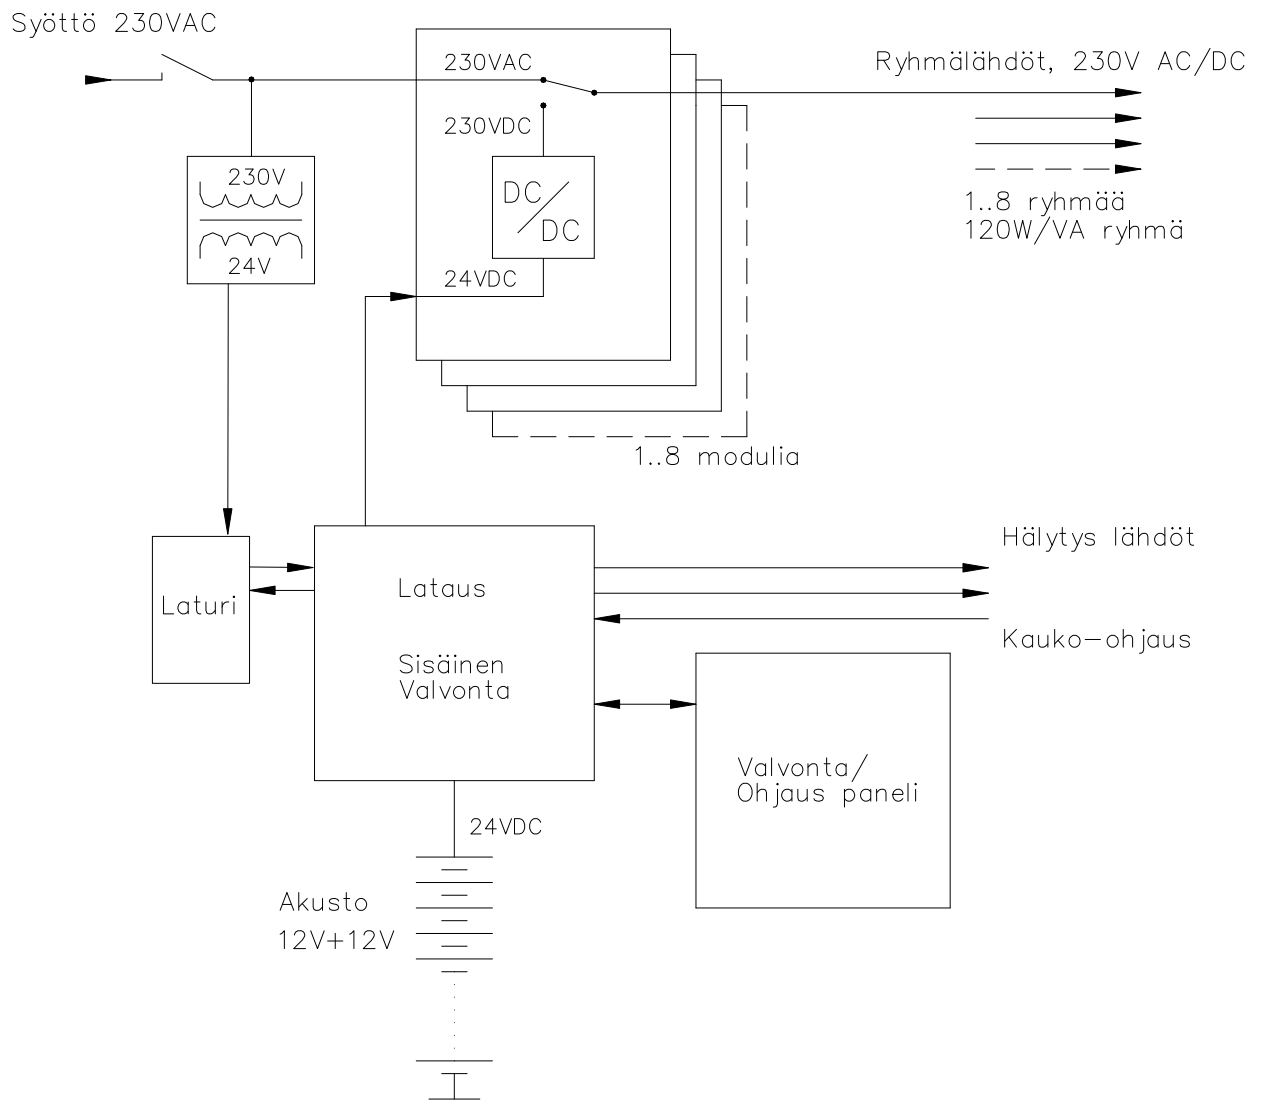 Syöttö 230VAC
230VAC
Ryhmälähdöt, 230V AC/DC
230VDC
230V
24V
DC/
DC
24VDC
1..8 ryhmää
120W/VA ryhmä
1..8 modulia
Hälytys lähdöt
Laturi
Lataus
Kauko-ohjaus
Sisäinen
Valvonta
Valvonta/
Ohjaus paneli
24VDC
Akusto
12V+12V